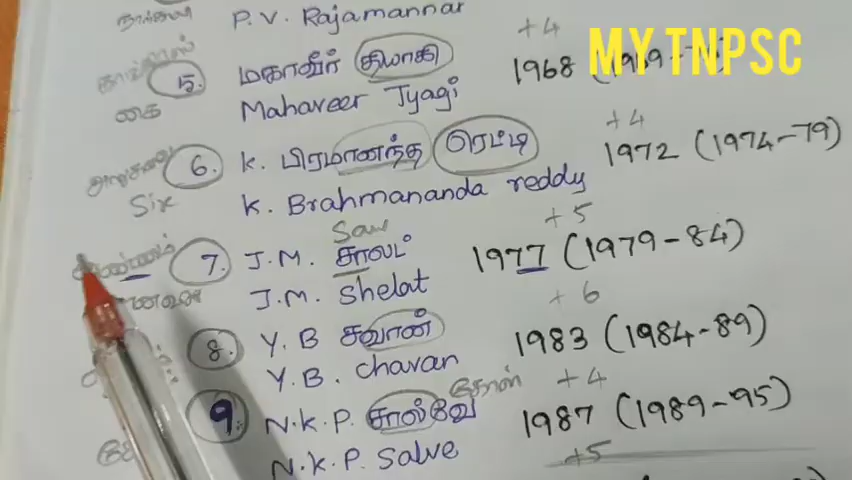 P.V. Rajamannar
+4
MY TNPSC
5. மகாவீர் தியாகி 1968 (1969-
கை Mahaveer Tyagi
+4
6. K. பிரமானந்த ரெட்டி 1972 (1974-79)
Six K. Brahmananda reddy
+5
7. J.M. சாலட் 1977 (1979-84)
J.M. Shelat
+6
8. Y.B சவான் 1983 (1984-89)
Y.B. chavan
தோள் +4
9. N.K.P. சால்வே 1987 (1989-95)
N.K.P. Salve
+5